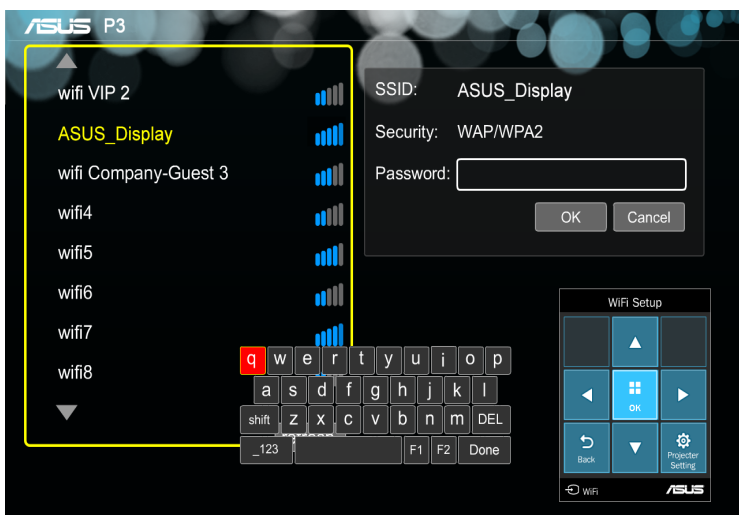 ASUS P3
wifi VIP 2
ASUS_Display
wifi Company-Guest 3
wifi4
wifi5
wifi6
wifi7
wifi8
SSID: ASUS_Display
Security: WAP/WPA2
Password:
OK Cancel
q w e r t y u i o p
a s d f g h j k l
shift z x c v b n m DEL
_123 F1 F2 Done
WiFi Setup
OK
Back
Projecter
Setting
WiFi ASUS